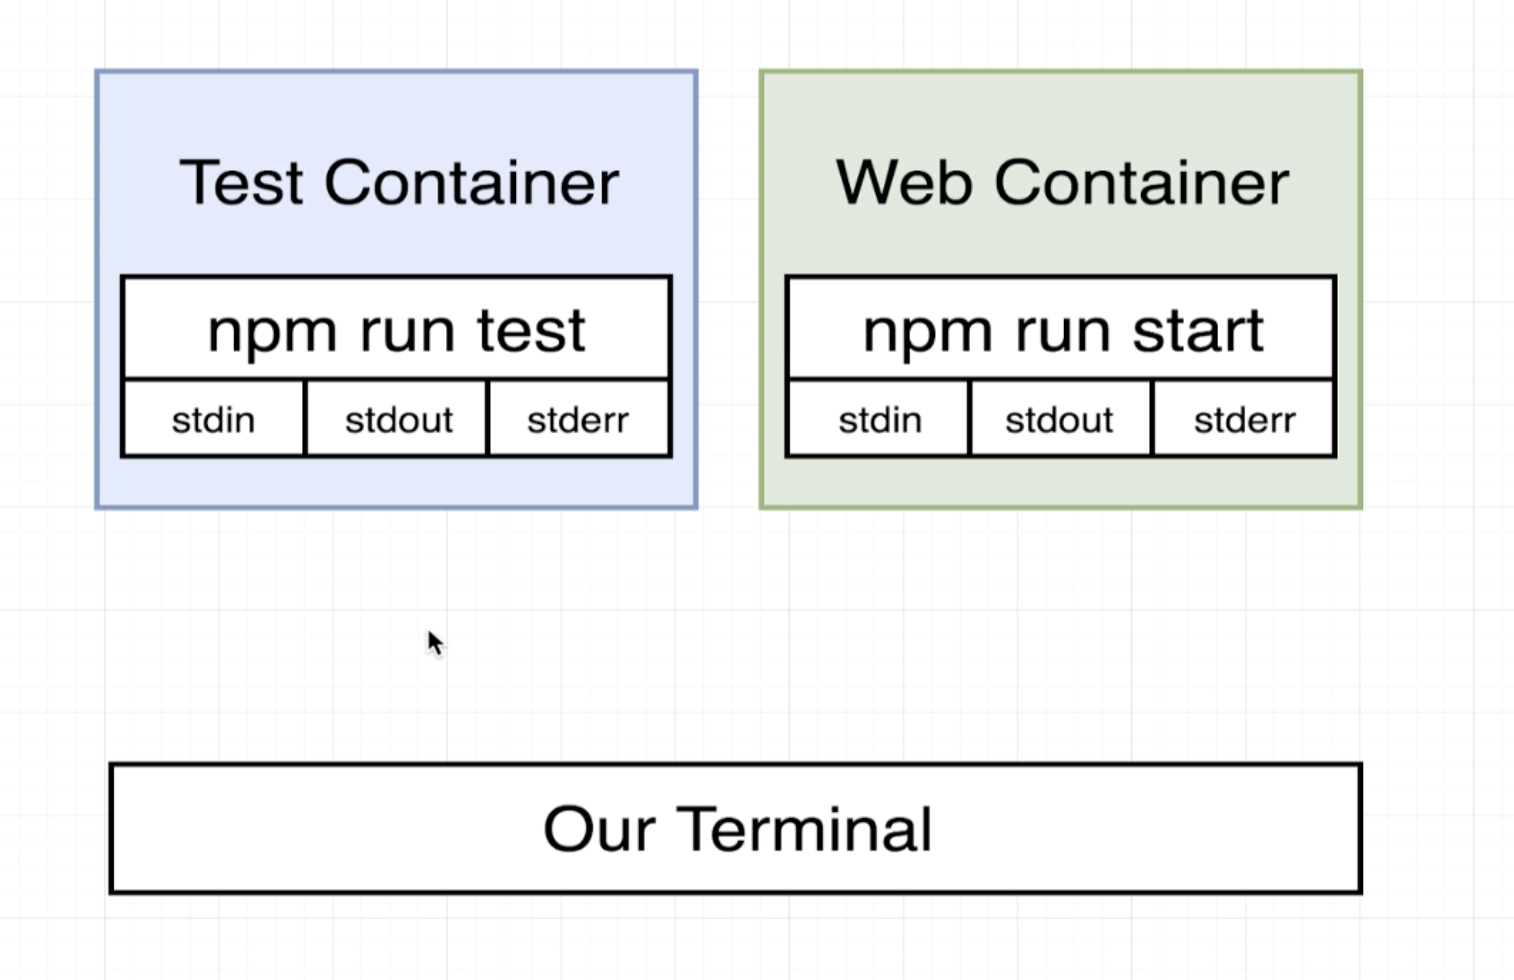 Test Container
npm run test
stdin stdout stderr
Web Container
npm run start
stdin stdout stderr
Our Terminal